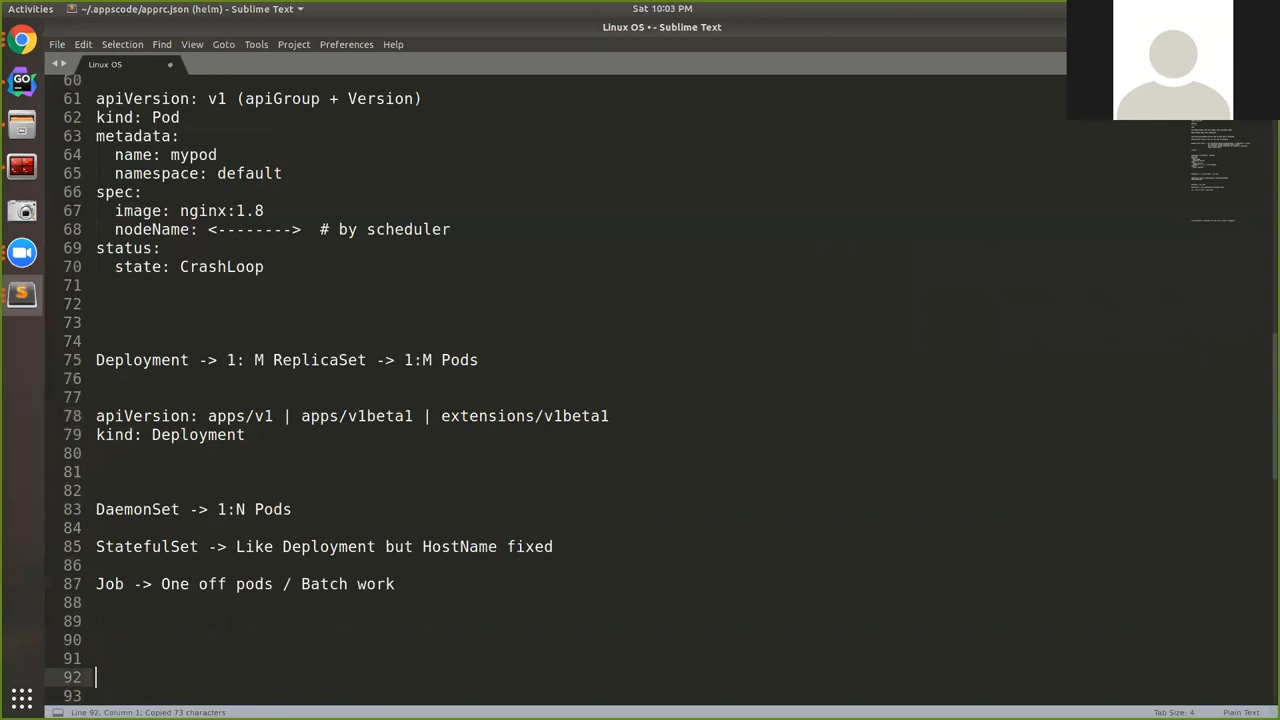 Activities
~/.appscode/apprc.json (helm) - Sublime Text ▾
Sat 10:03 PM
Linux OS • - Sublime Text
File Edit Selection Find View Goto Tools Project Preferences Help
Linux OS
60
61 apiVersion: v1 (apiGroup + Version)
62 kind: Pod
63 metadata:
64   name: mypod
65   namespace: default
66 spec:
67   image: nginx:1.8
68   nodeName: <-------->  # by scheduler
69 status:
70   state: CrashLoop
71
72
73
74
75 Deployment -> 1: M ReplicaSet -> 1:M Pods
76
77
78 apiVersion: apps/v1 | apps/v1beta1 | extensions/v1beta1
79 kind: Deployment
80
81
82
83 DaemonSet -> 1:N Pods
84
85 StatefulSet -> Like Deployment but HostName fixed
86
87 Job -> One off pods / Batch work
88
89
90
91
92
93
Line 92, Column 1; Copied 73 characters
Tab Size: 4
Plain Text
GO
S